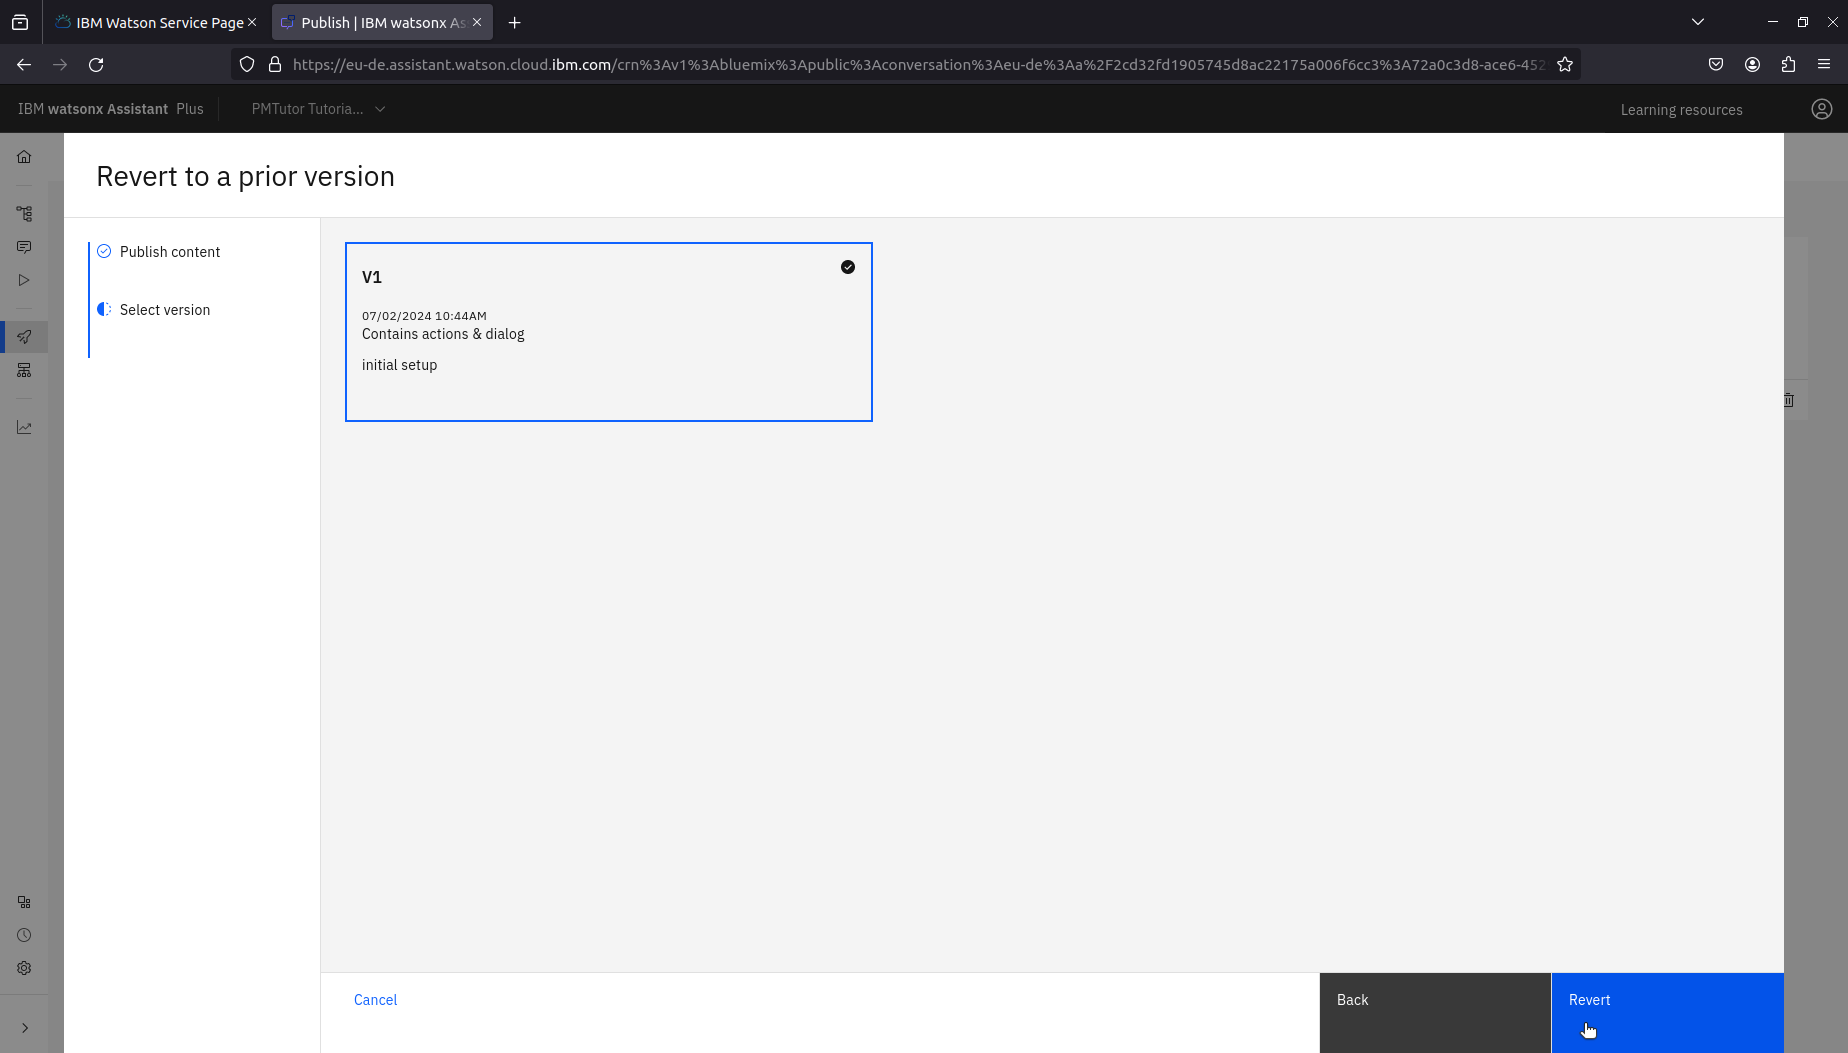 IBM Watson Service Page
Publish | IBM watsonx As
https://eu-de.assistant.watson.cloud.ibm.com/crn%3Av1%3Abluemix%3Apublic%3Aconversation%3Aeu-de%3Aa%2F2cd32fd1905745d8ac22175a006f6cc3%3A72a0c3d8-ace6-452
IBM watsonx Assistant Plus
PMTutor Tutoria...
Learning resources
Revert to a prior version
Publish content
Select version
V1
07/02/2024 10:44AM
Contains actions & dialog
initial setup
Cancel
Back
Revert